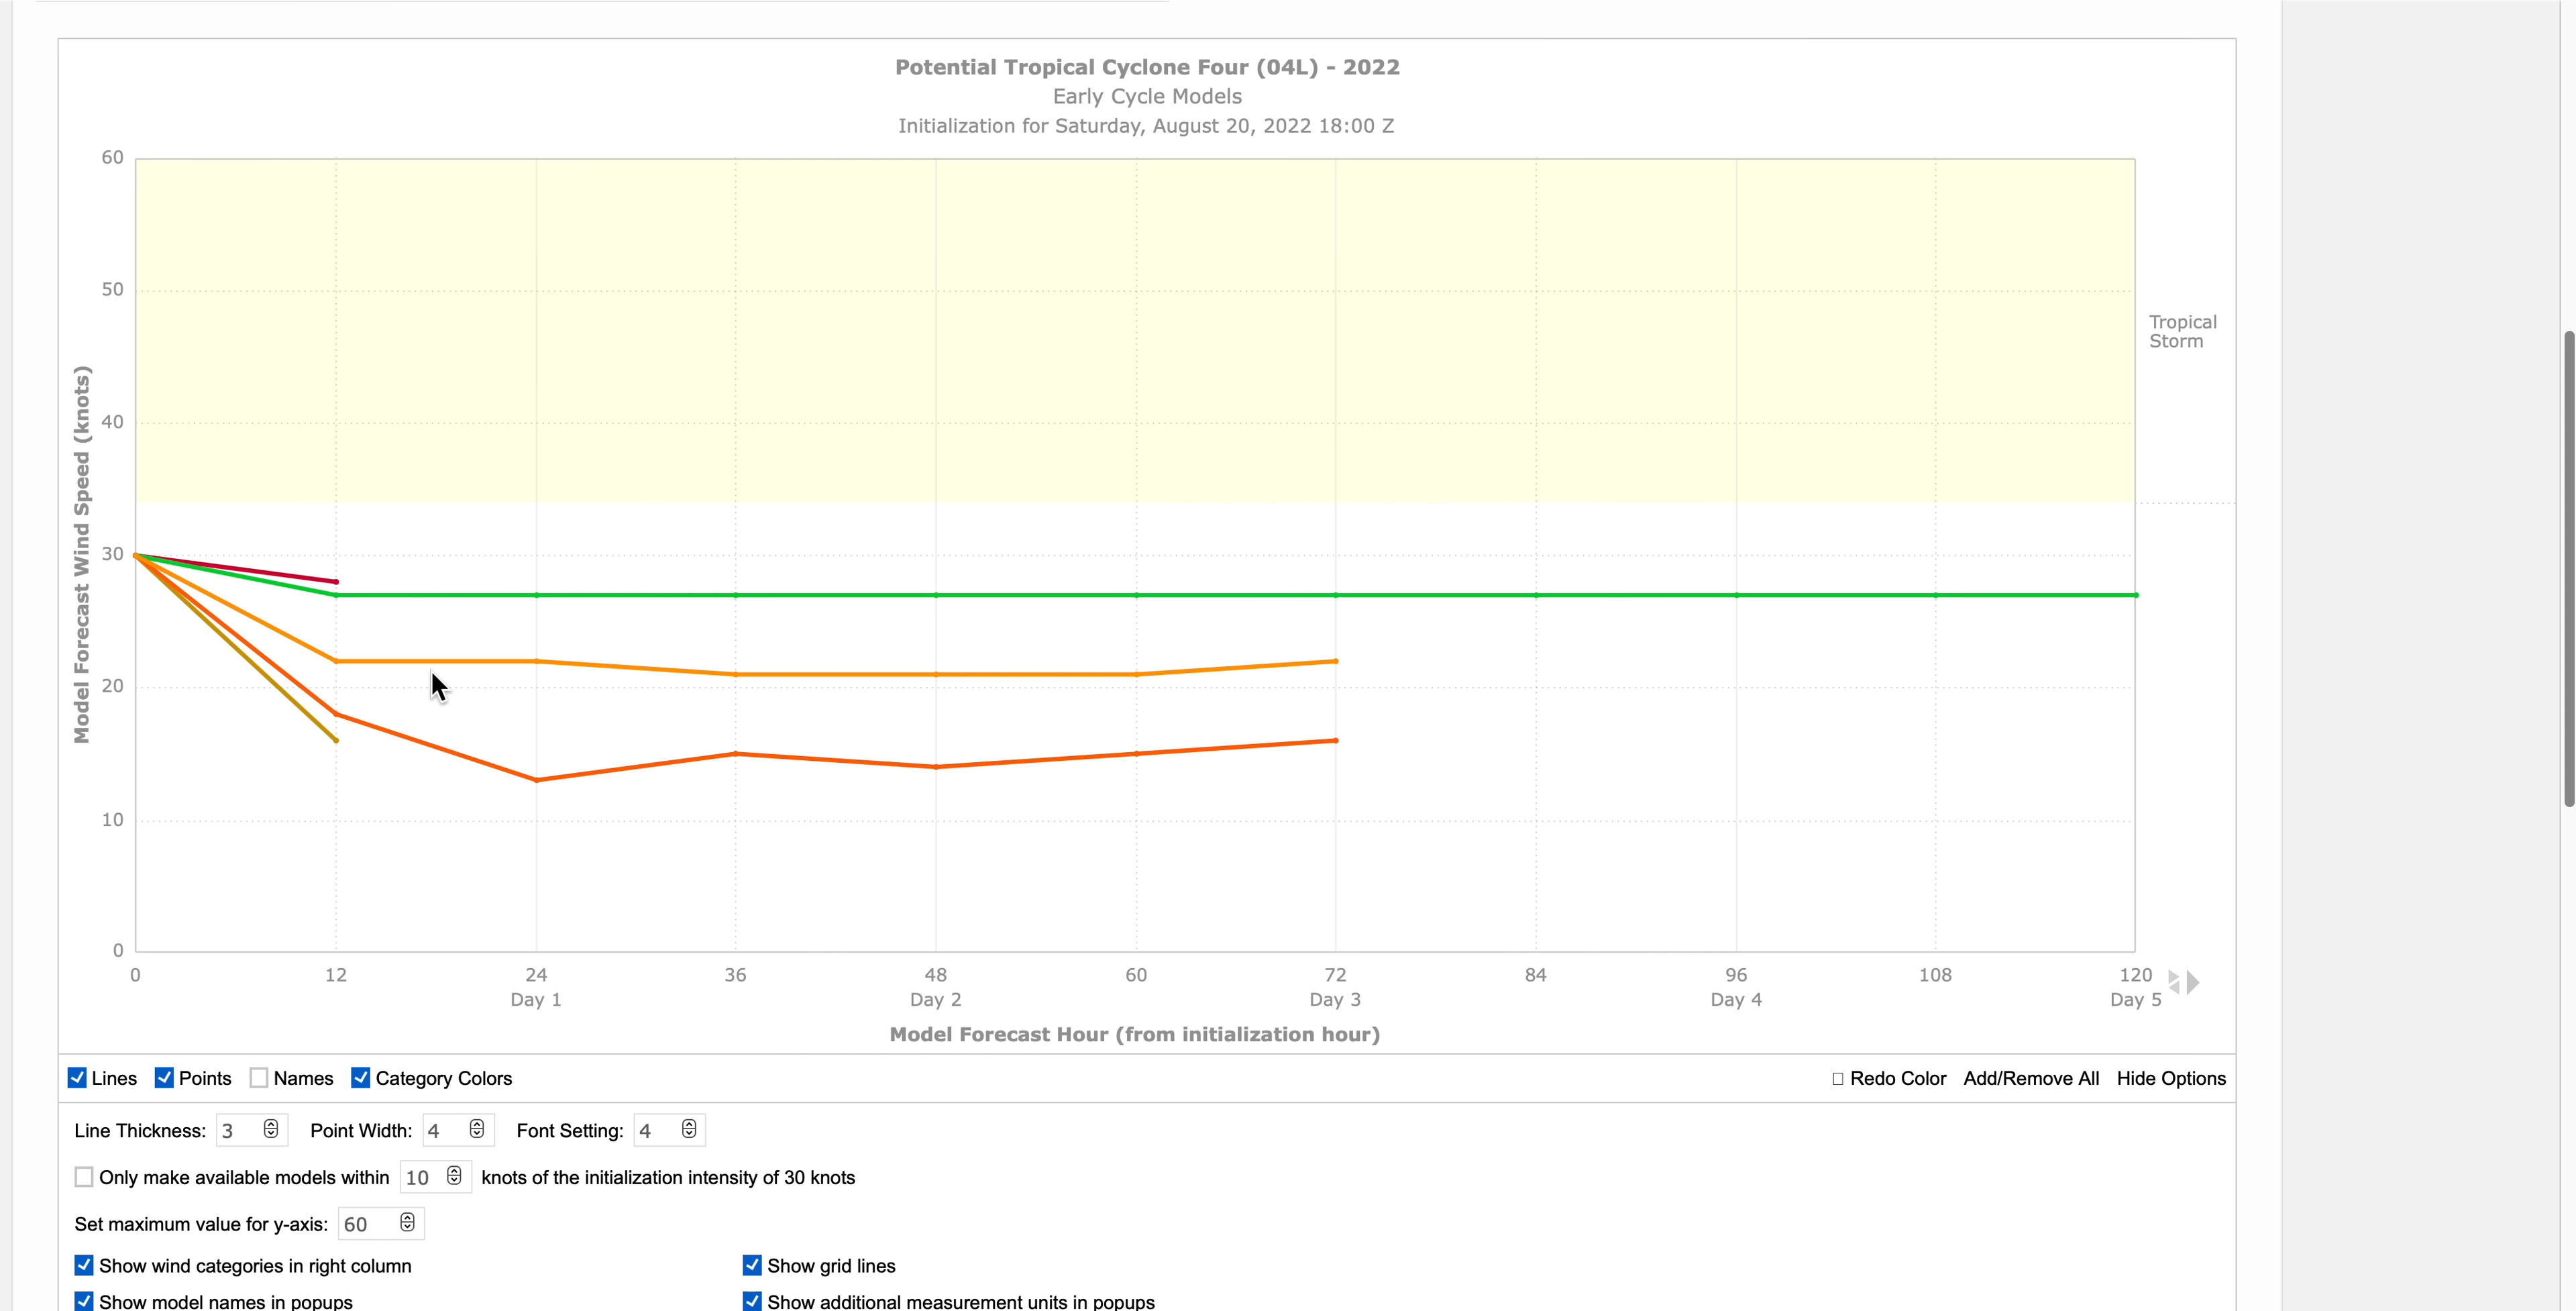 Potential Tropical Cyclone Four (04L) - 2022
Early Cycle Models
Initialization for Saturday, August 20, 2022 18:00 Z
60
50
40
30
20
10
0
Model Forecast Wind Speed (knots)
Tropical
Storm
0 12 24 36 48 60 72 84 96 108 120
Day 1 Day 2 Day 3 Day 4 Day 5
Model Forecast Hour (from initialization hour)
Lines Points Names Category Colors Redo Color Add/Remove All Hide Options
Line Thickness: 3 Point Width: 4 Font Setting: 4
Only make available models within 10 knots of the initialization intensity of 30 knots
Set maximum value for y-axis: 60
Show wind categories in right column Show grid lines
Show model names in popups Show additional measurement units in popups